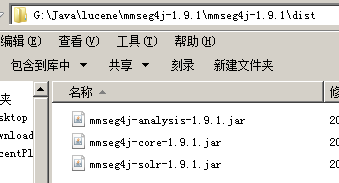 G:\Java\lucene\mmseg4j-1.9.1\mmseg4j-1.9.1\dist
编辑(E) 查看(V) 工具(T) 帮助(H)
包含到库中 共享 刻录 新建文件夹
夹 名称 修
sktop mmseg4j-analysis-1.9.1.jar 20
wnload mmseg4j-core-1.9.1.jar 20
centPl mmseg4j-solr-1.9.1.jar 20